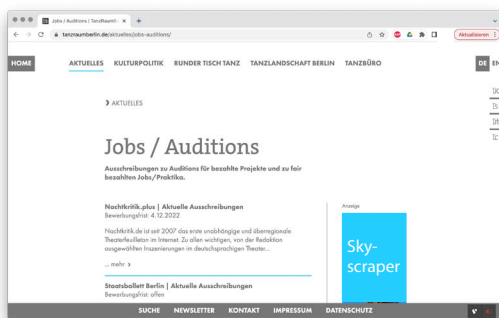 Jobs / Auditions | TanzRaumB
tanzraumberlin.de/aktuelles/jobs-auditions/
Aktualisieren
HOME
AKTUELLES KULTURPOLITIK RUNDER TISCH TANZ TANZLANDSCHAFT BERLIN TANZBÜRO
DE EN
AKTUELLES
Jobs / Auditions
Ausschreibungen zu Auditions für bezahlte Projekte und zu fair
bezahlten Jobs/Praktika.
Nachtkritik.plus | Aktuelle Ausschreibungen
Bewerbungsfrist: 4.12.2022
Nachtkritik.de ist seit 2007 das erste unabhängige und überregionale
Theaterfeuilleton im Internet. Zu allen wichtigen, von der Redaktion
ausgewählten Inszenierungen im deutschsprachigen Theater...
... mehr
Staatsballett Berlin | Aktuelle Ausschreibungen
Bewerbungsfrist: offen
Anzeige
Sky-
scraper
SUCHE NEWSLETTER KONTAKT IMPRESSUM DATENSCHUTZ